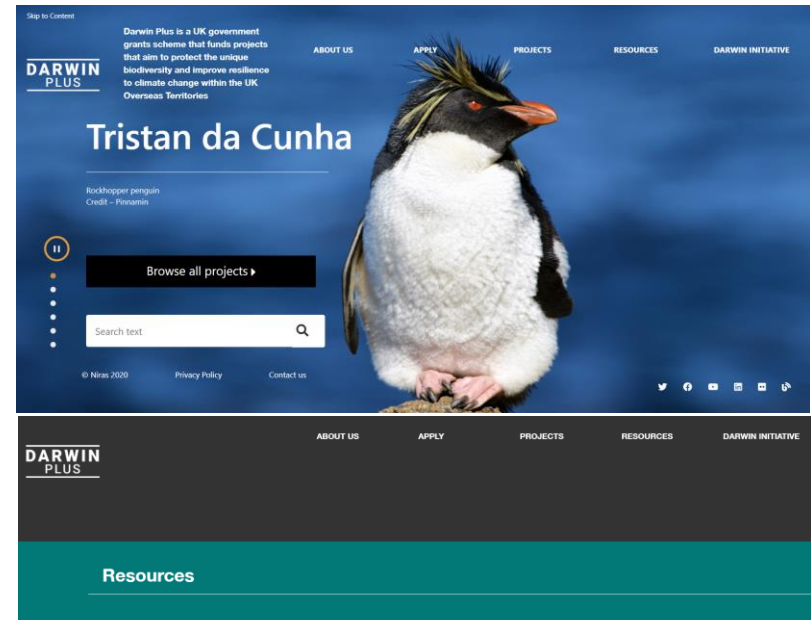 Skip to Content
DARWIN
PLUS
Darwin Plus is a UK government
grants scheme that funds projects
that aim to protect the unique
biodiversity and improve resilience
to climate change within the UK
Overseas Territories
ABOUT US
APPLY
PROJECTS
RESOURCES
DARWIN INITIATIVE
Tristan da Cunha
Rockhopper penguin
Credit – Pinnamin
Browse all projects
Search text
© Niras 2020
Privacy Policy
Contact us
DARWIN
PLUS
ABOUT US
APPLY
PROJECTS
RESOURCES
DARWIN INITIATIVE
Resources